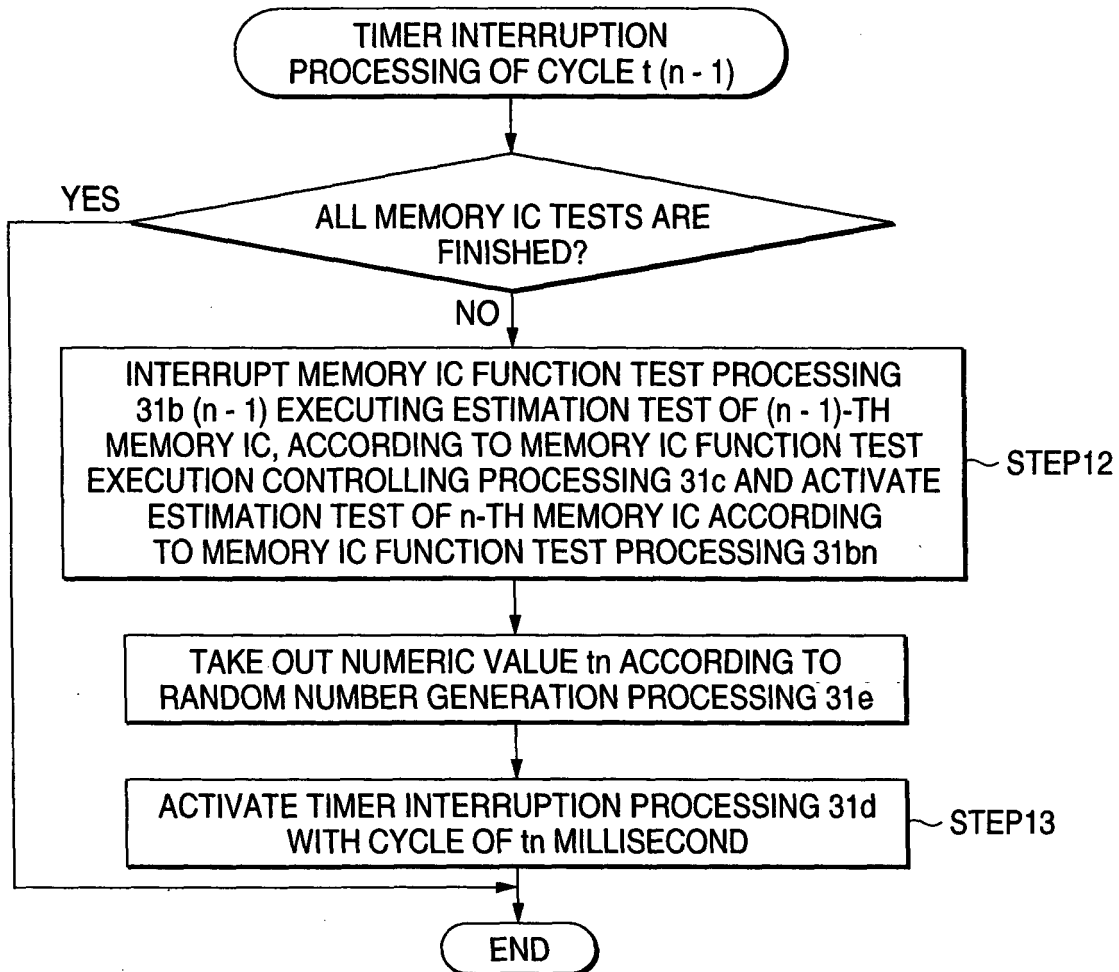 TIMER INTERRUPTION
PROCESSING OF CYCLE t (n - 1)
YES
ALL MEMORY IC TESTS ARE
FINISHED?
NO
INTERRUPT MEMORY IC FUNCTION TEST PROCESSING
31b (n - 1) EXECUTING ESTIMATION TEST OF (n - 1)-TH
MEMORY IC, ACCORDING TO MEMORY IC FUNCTION TEST
EXECUTION CONTROLLING PROCESSING 31c AND ACTIVATE
ESTIMATION TEST OF n-TH MEMORY IC ACCORDING
TO MEMORY IC FUNCTION TEST PROCESSING 31bn
STEP12
TAKE OUT NUMERIC VALUE tn ACCORDING TO
RANDOM NUMBER GENERATION PROCESSING 31e
ACTIVATE TIMER INTERRUPTION PROCESSING 31d
WITH CYCLE OF tn MILLISECOND
STEP13
END